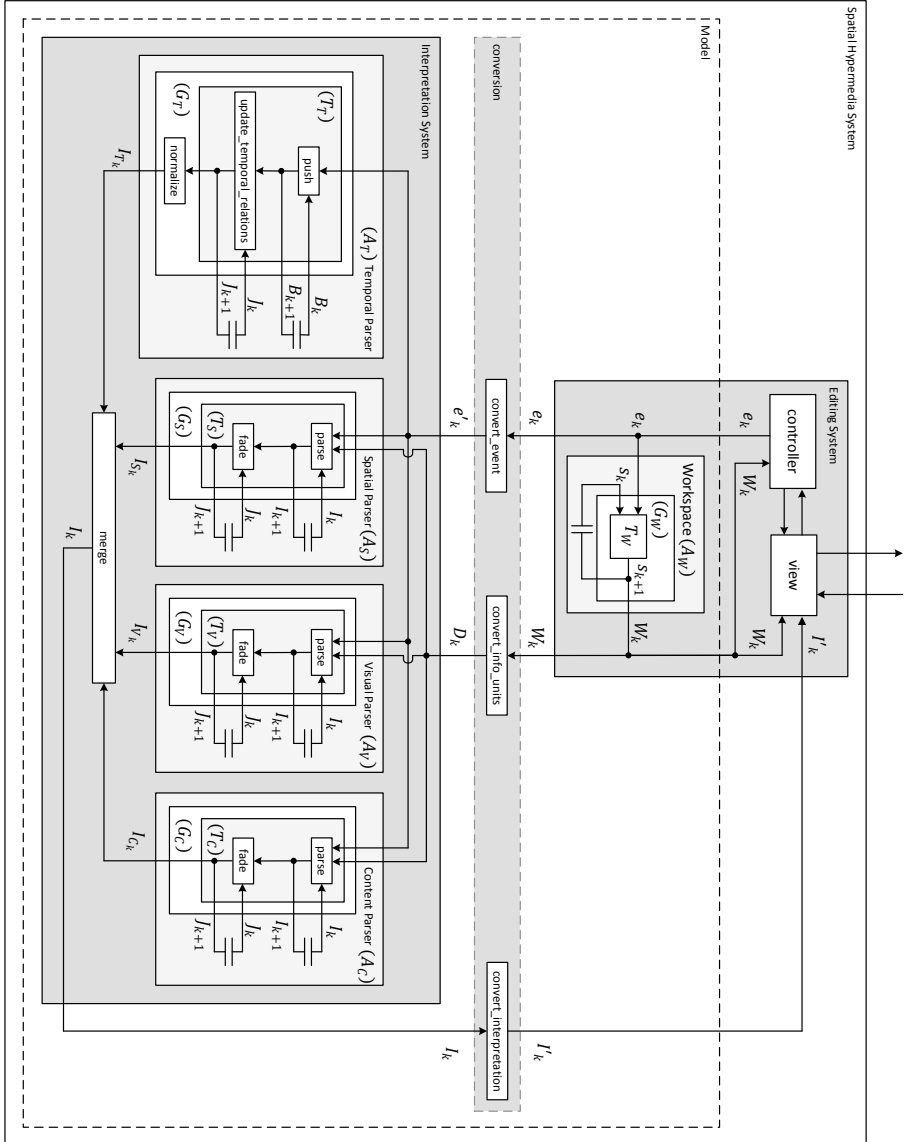 Spatial Hypermedia System
Editing System
controller
view
e_k
W_k
W_k
I'_k
Model
Workspace (A_W)
(G_W)
T_W
s_k
s_{k+1}
e_k
W_k
e_k
W_k
I'_k
conversion
convert_event
convert_info_units
convert_interpretation
e'_k
D_k
I_k
Interpretation System
(A_T) Temporal Parser
(T_T)
(G_T)
push
B_k
B_{k+1}
update_temporal_relations
J_k
J_{k+1}
normalize
I_{T_k}
Spatial Parser (A_S)
(T_S)
(G_S)
parse
I_k
I_{k+1}
fade
J_k
J_{k+1}
I_{S_k}
Visual Parser (A_V)
(T_V)
(G_V)
parse
I_k
I_{k+1}
fade
J_k
J_{k+1}
I_{V_k}
Content Parser (A_C)
(T_C)
(G_C)
parse
I_k
I_{k+1}
fade
J_k
J_{k+1}
I_{C_k}
merge
I_k